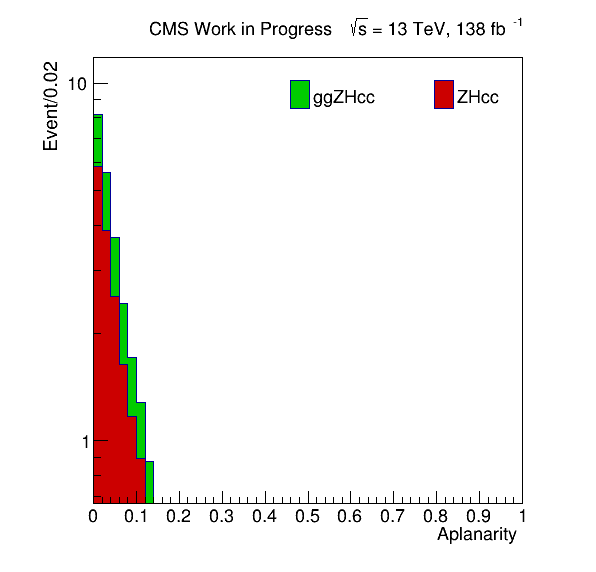 CMS Work in Progress √s = 13 TeV, 138 fb -1
Event/0.02
10
1
ggZHcc
ZHcc
0 0.1 0.2 0.3 0.4 0.5 0.6 0.7 0.8 0.9 1
Aplanarity